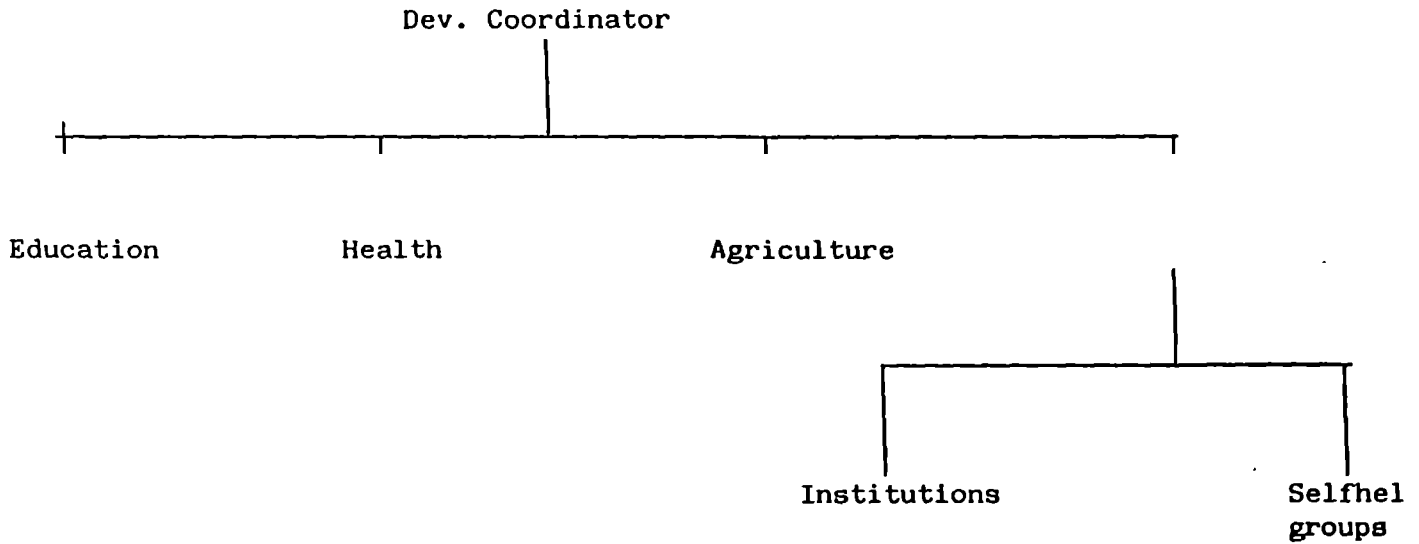 Dev. Coordinator
Education Health Agriculture
Institutions Selfhel
groups